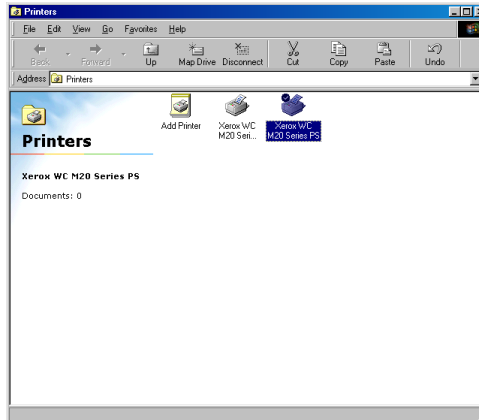 Printers
File Edit View Go Favorites Help
Back Forward Up Map Drive Disconnect Cut Copy Paste Undo
Address Printers
Add Printer
Xerox WC
M20 Seri...
Xerox WC
M20 Series PS
Printers
Xerox WC M20 Series PS
Documents: 0